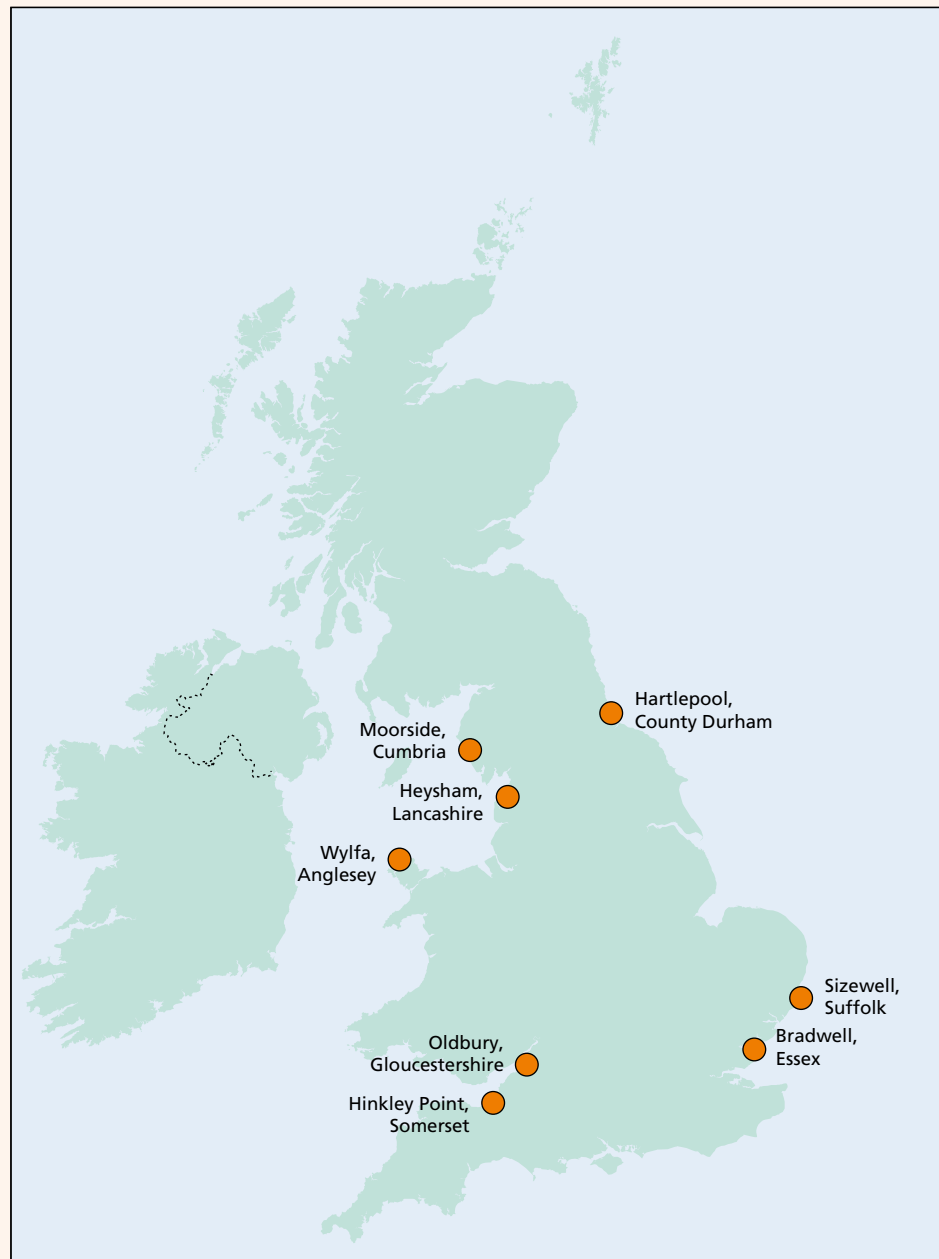 Hartlepool,
County Durham
Moorside,
Cumbria
Heysham,
Lancashire
Wylfa,
Anglesey
Sizewell,
Suffolk
Bradwell,
Essex
Oldbury,
Gloucestershire
Hinkley Point,
Somerset